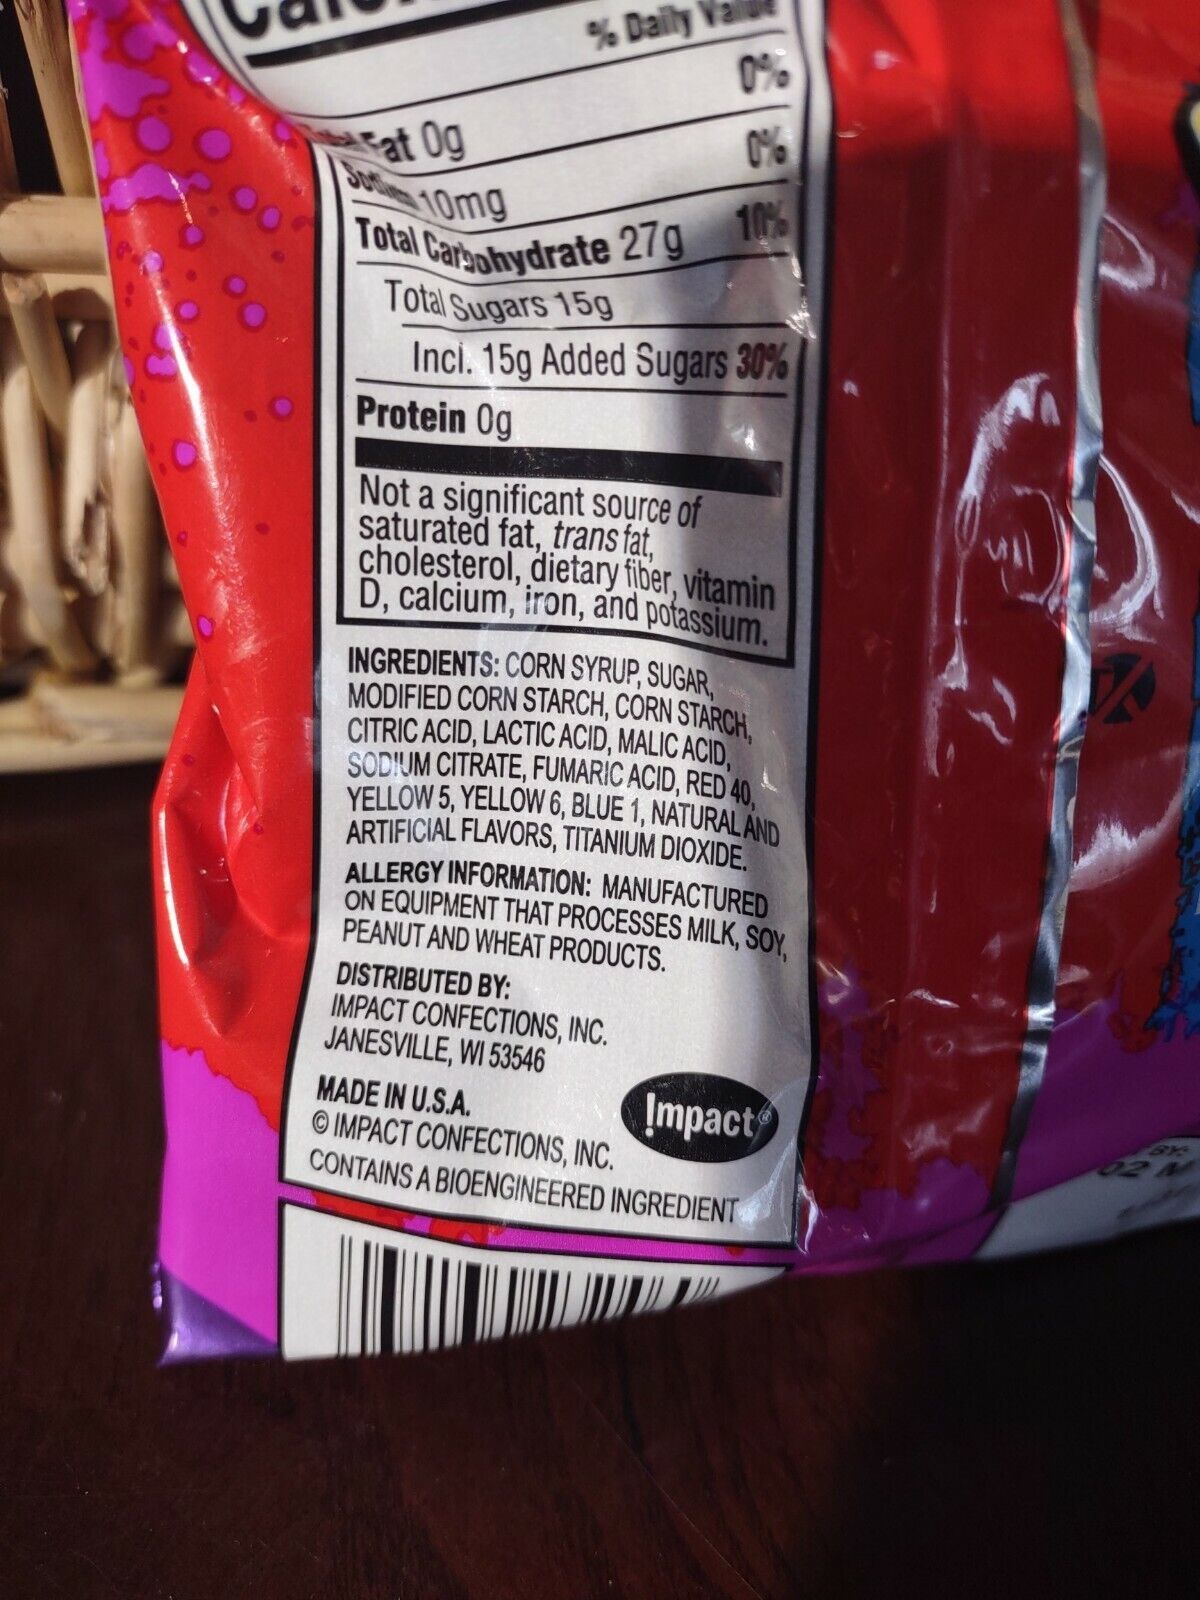 % Daily Value
Fat 0g 0%
Sodium 10mg 0%
Total Carbohydrate 27g 10%
Total Sugars 15g
Incl. 15g Added Sugars 30%
Protein 0g
Not a significant source of
saturated fat, trans fat,
cholesterol, dietary fiber, vitamin
D, calcium, iron, and potassium.
INGREDIENTS: CORN SYRUP, SUGAR,
MODIFIED CORN STARCH, CORN STARCH,
CITRIC ACID, LACTIC ACID, MALIC ACID,
SODIUM CITRATE, FUMARIC ACID, RED 40,
YELLOW 5, YELLOW 6, BLUE 1, NATURAL AND
ARTIFICIAL FLAVORS, TITANIUM DIOXIDE.
ALLERGY INFORMATION: MANUFACTURED
ON EQUIPMENT THAT PROCESSES MILK, SOY,
PEANUT AND WHEAT PRODUCTS.
DISTRIBUTED BY:
IMPACT CONFECTIONS, INC.
JANESVILLE, WI 53546
MADE IN U.S.A.
© IMPACT CONFECTIONS, INC.
CONTAINS A BIOENGINEERED INGREDIENT
Impact®
BY:
02